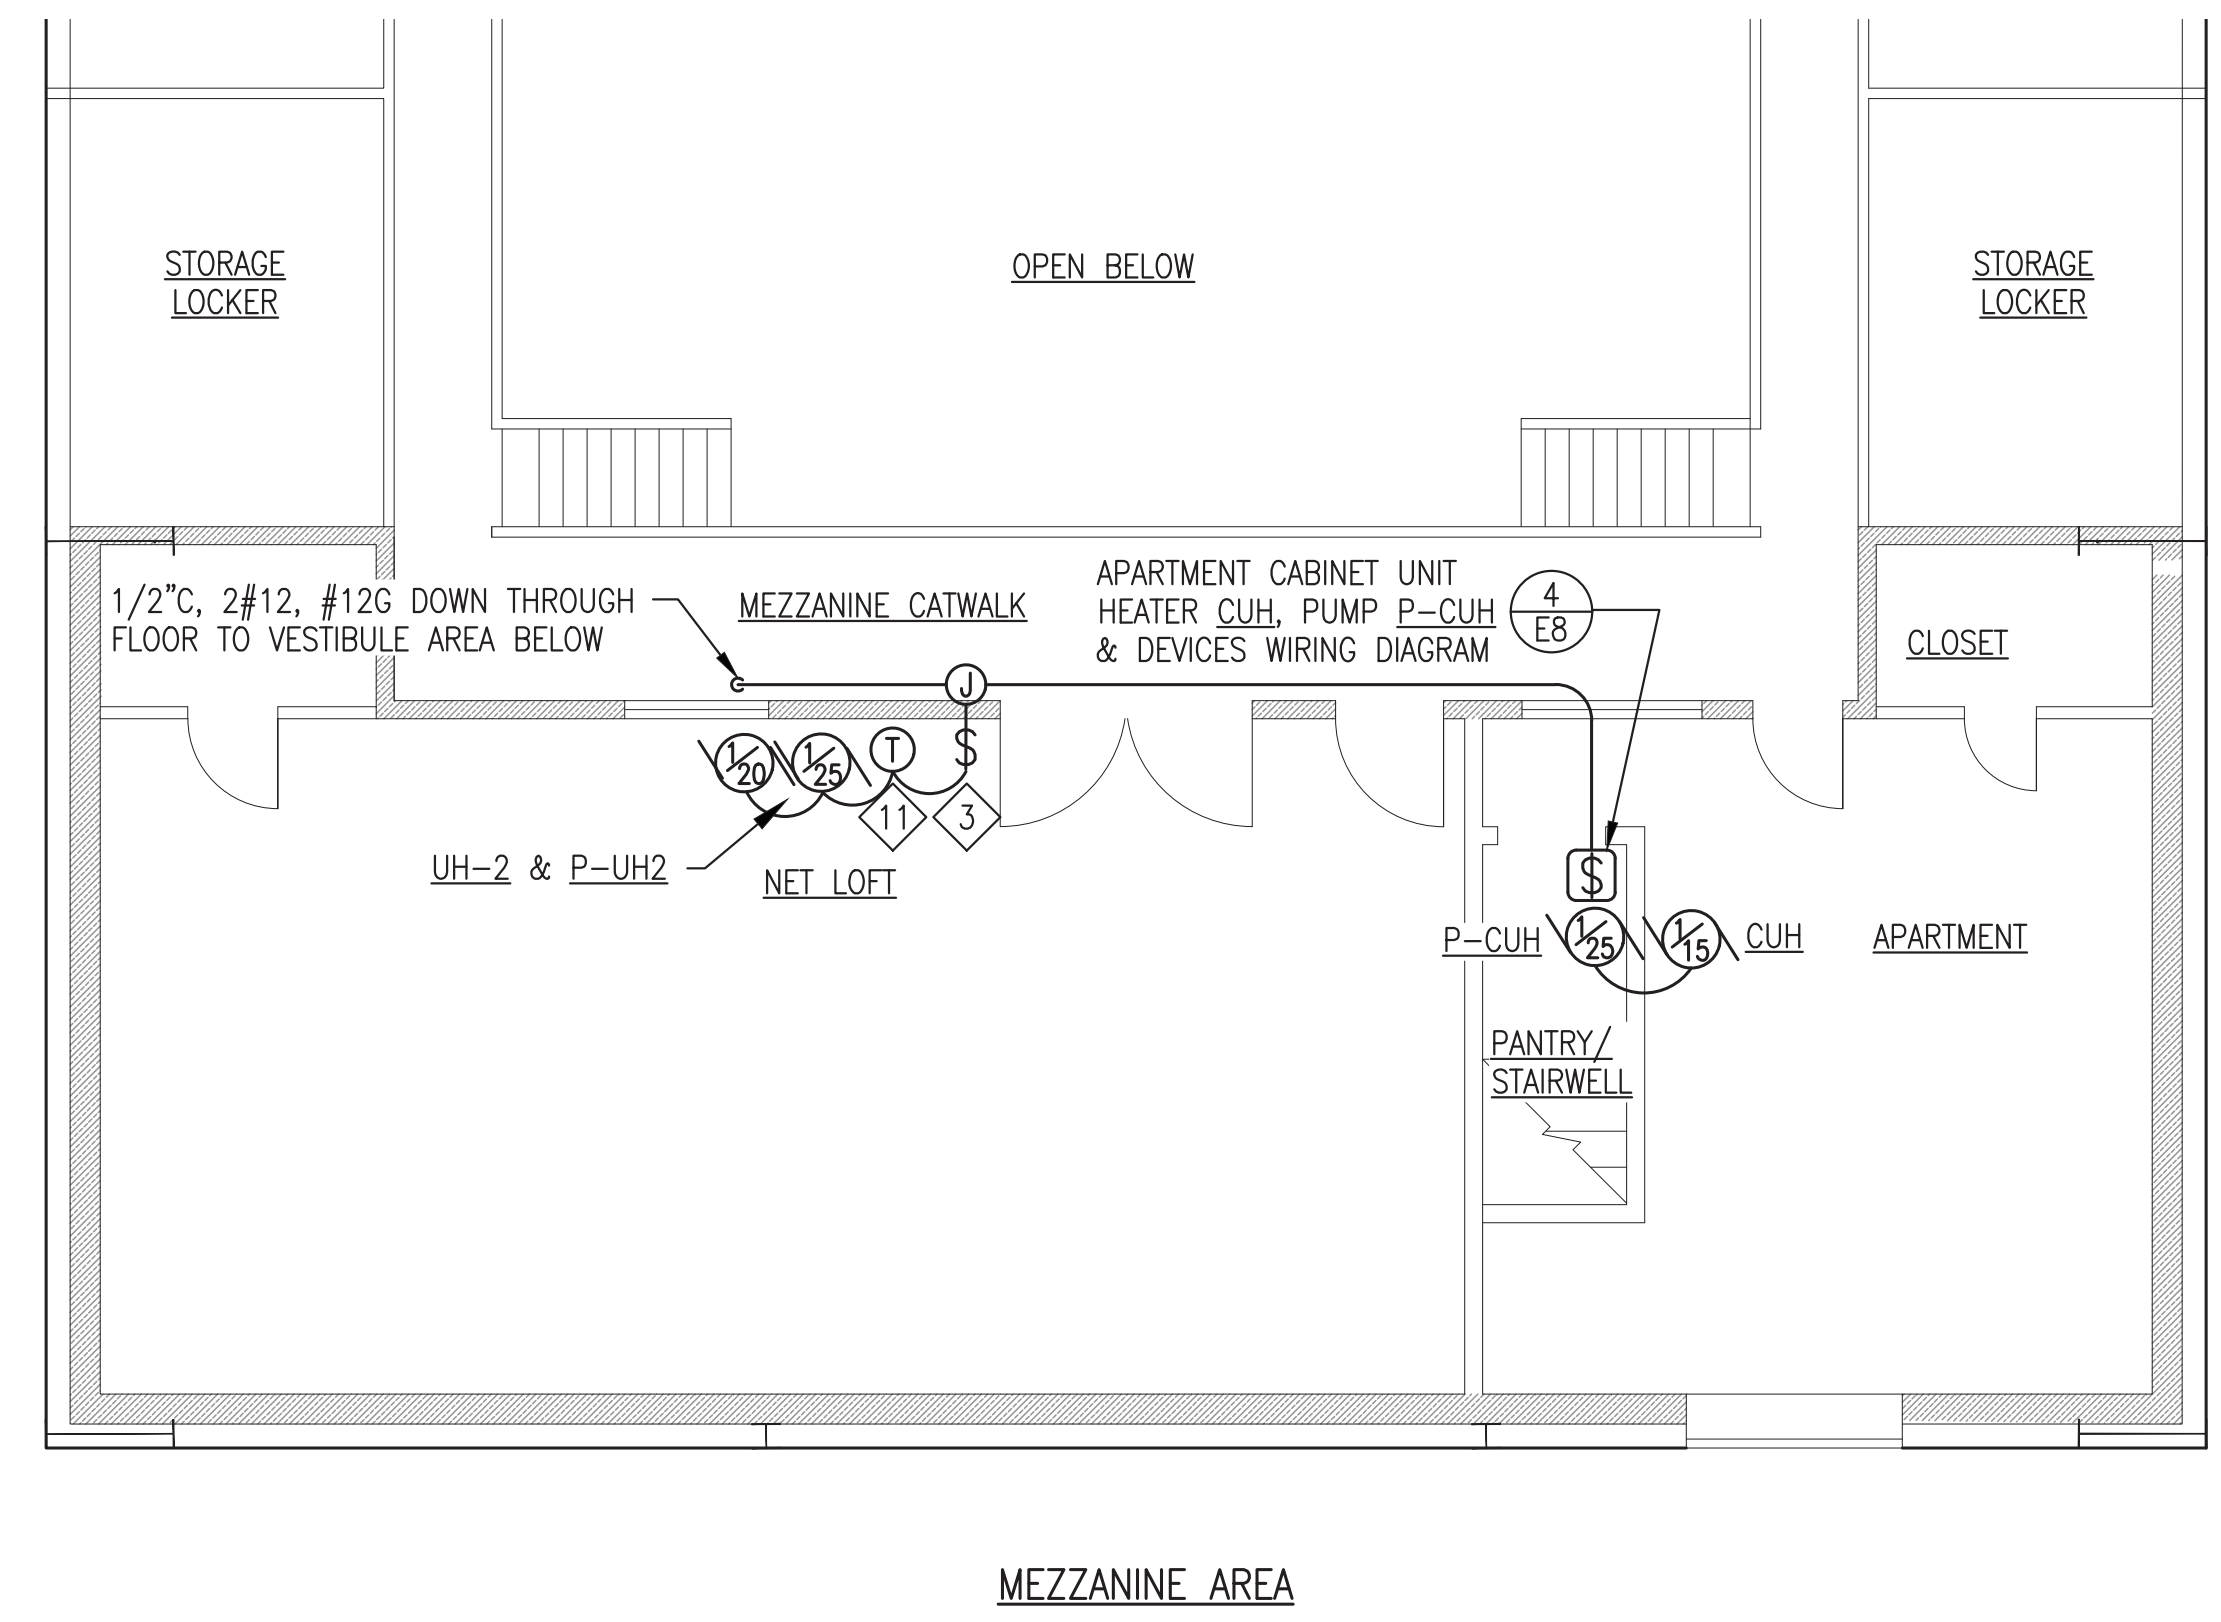 STORAGE
LOCKER
OPEN BELOW
STORAGE
LOCKER
1/2"C, 2#12, #12G DOWN THROUGH
FLOOR TO VESTIBULE AREA BELOW
MEZZANINE CATWALK
APARTMENT CABINET UNIT
HEATER CUH, PUMP P-CUH
& DEVICES WIRING DIAGRAM
4
E8
CLOSET
J
1/20
1/25
T
$
11
3
UH-2 & P-UH2
NET LOFT
$
P-CUH
1/25
1/15
CUH
APARTMENT
PANTRY/
STAIRWELL
MEZZANINE AREA